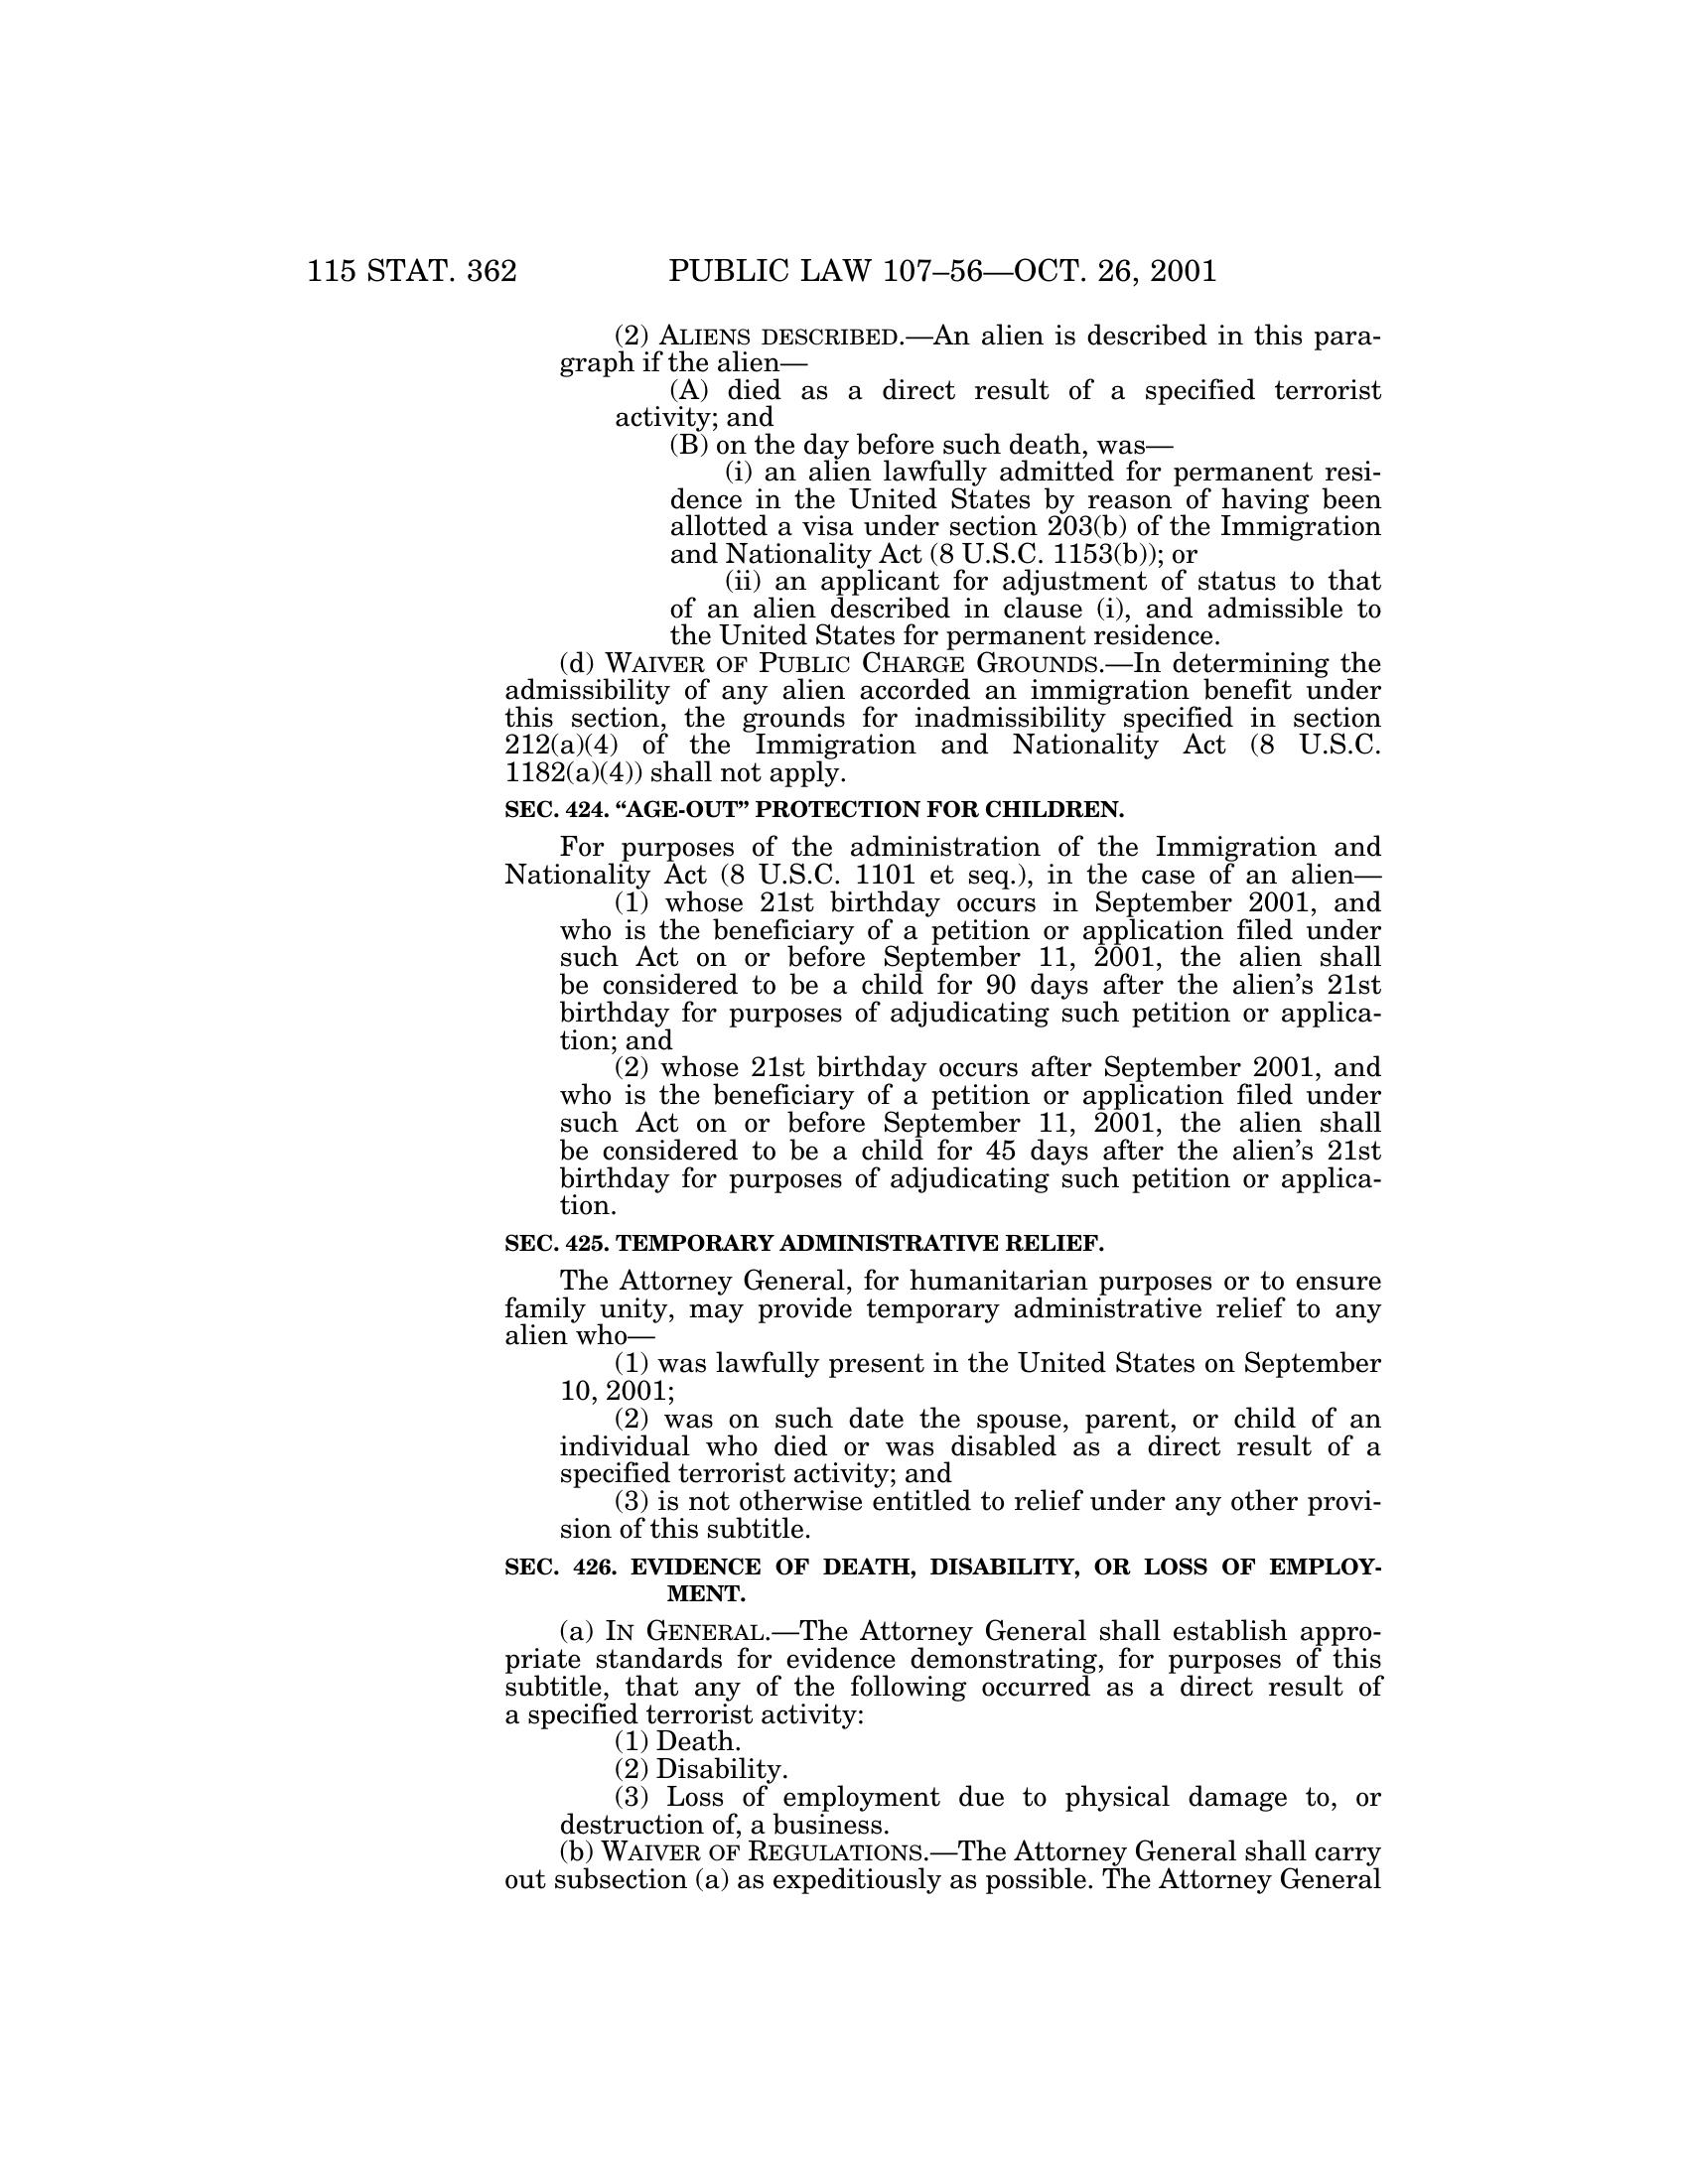 115 STAT. 362 PUBLIC LAW 107–56—OCT. 26, 2001
(2) ALIENS DESCRIBED.—An alien is described in this para-
graph if the alien—
(A) died as a direct result of a specified terrorist
activity; and
(B) on the day before such death, was—
(i) an alien lawfully admitted for permanent resi-
dence in the United States by reason of having been
allotted a visa under section 203(b) of the Immigration
and Nationality Act (8 U.S.C. 1153(b)); or
(ii) an applicant for adjustment of status to that
of an alien described in clause (i), and admissible to
the United States for permanent residence.
(d) WAIVER OF PUBLIC CHARGE GROUNDS.—In determining the
admissibility of any alien accorded an immigration benefit under
this section, the grounds for inadmissibility specified in section
212(a)(4) of the Immigration and Nationality Act (8 U.S.C.
1182(a)(4)) shall not apply.
SEC. 424. “AGE-OUT” PROTECTION FOR CHILDREN.
For purposes of the administration of the Immigration and
Nationality Act (8 U.S.C. 1101 et seq.), in the case of an alien—
(1) whose 21st birthday occurs in September 2001, and
who is the beneficiary of a petition or application filed under
such Act on or before September 11, 2001, the alien shall
be considered to be a child for 90 days after the alien’s 21st
birthday for purposes of adjudicating such petition or applica-
tion; and
(2) whose 21st birthday occurs after September 2001, and
who is the beneficiary of a petition or application filed under
such Act on or before September 11, 2001, the alien shall
be considered to be a child for 45 days after the alien’s 21st
birthday for purposes of adjudicating such petition or applica-
tion.
SEC. 425. TEMPORARY ADMINISTRATIVE RELIEF.
The Attorney General, for humanitarian purposes or to ensure
family unity, may provide temporary administrative relief to any
alien who—
(1) was lawfully present in the United States on September
10, 2001;
(2) was on such date the spouse, parent, or child of an
individual who died or was disabled as a direct result of a
specified terrorist activity; and
(3) is not otherwise entitled to relief under any other provi-
sion of this subtitle.
SEC. 426. EVIDENCE OF DEATH, DISABILITY, OR LOSS OF EMPLOY-
MENT.
(a) IN GENERAL.—The Attorney General shall establish appro-
priate standards for evidence demonstrating, for purposes of this
subtitle, that any of the following occurred as a direct result of
a specified terrorist activity:
(1) Death.
(2) Disability.
(3) Loss of employment due to physical damage to, or
destruction of, a business.
(b) WAIVER OF REGULATIONS.—The Attorney General shall carry
out subsection (a) as expeditiously as possible. The Attorney General